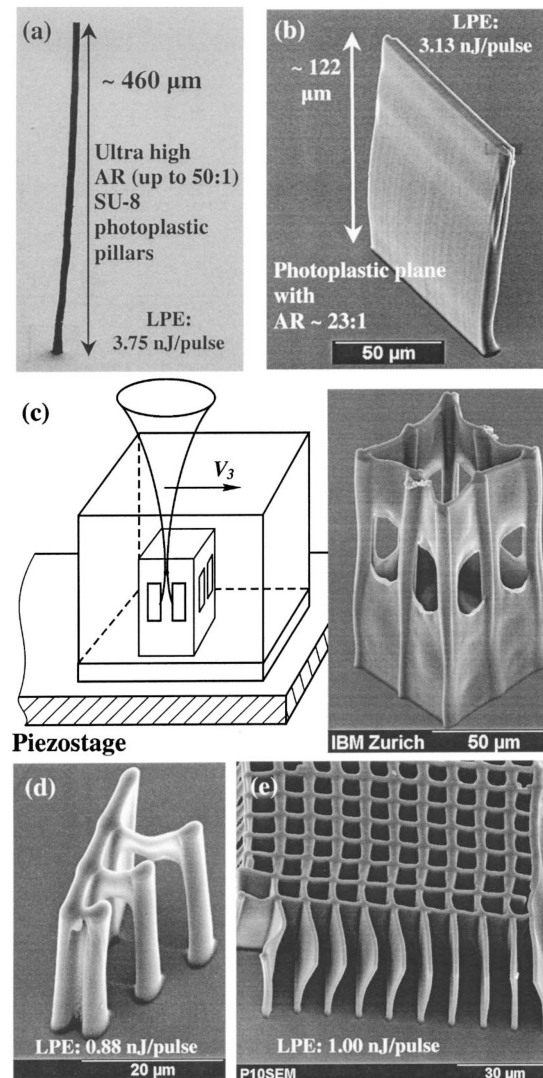 (a)
~ 460 μm
Ultra high
AR (up to 50:1)
SU-8
photoplastic
pillars
LPE:
3.75 nJ/pulse
(b)
LPE:
3.13 nJ/pulse
~ 122
μm
Photoplastic plane
with
AR ~ 23:1
50 μm
(c)
V3
Piezostage
IBM Zurich
50 μm
(d)
LPE: 0.88 nJ/pulse
20 μm
(e)
LPE: 1.00 nJ/pulse
P10SEM
30 μm